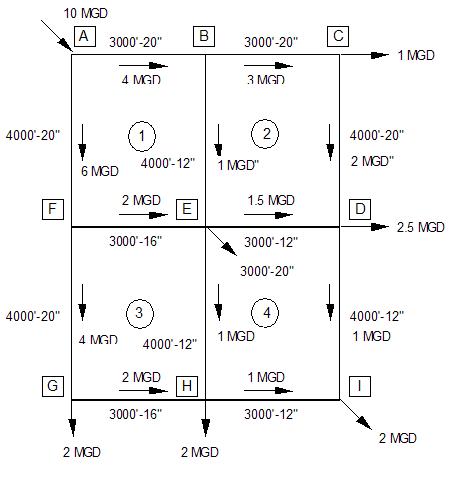 10 MGD
A 3000'-20" B 3000'-20" C
4 MGD 3 MGD 1 MGD
4000'-20" 1 2 4000'-20"
6 MGD 4000'-12" 1 MGD" 2 MGD"
F 2 MGD E 1.5 MGD D
2.5 MGD
3000'-16" 3000'-12"
3000'-20"
4000'-20" 3 4 4000'-12"
4 MGD 4000'-12" 1 MGD 1 MGD
G 2 MGD H 1 MGD I
3000'-16" 3000'-12"
2 MGD 2 MGD 2 MGD